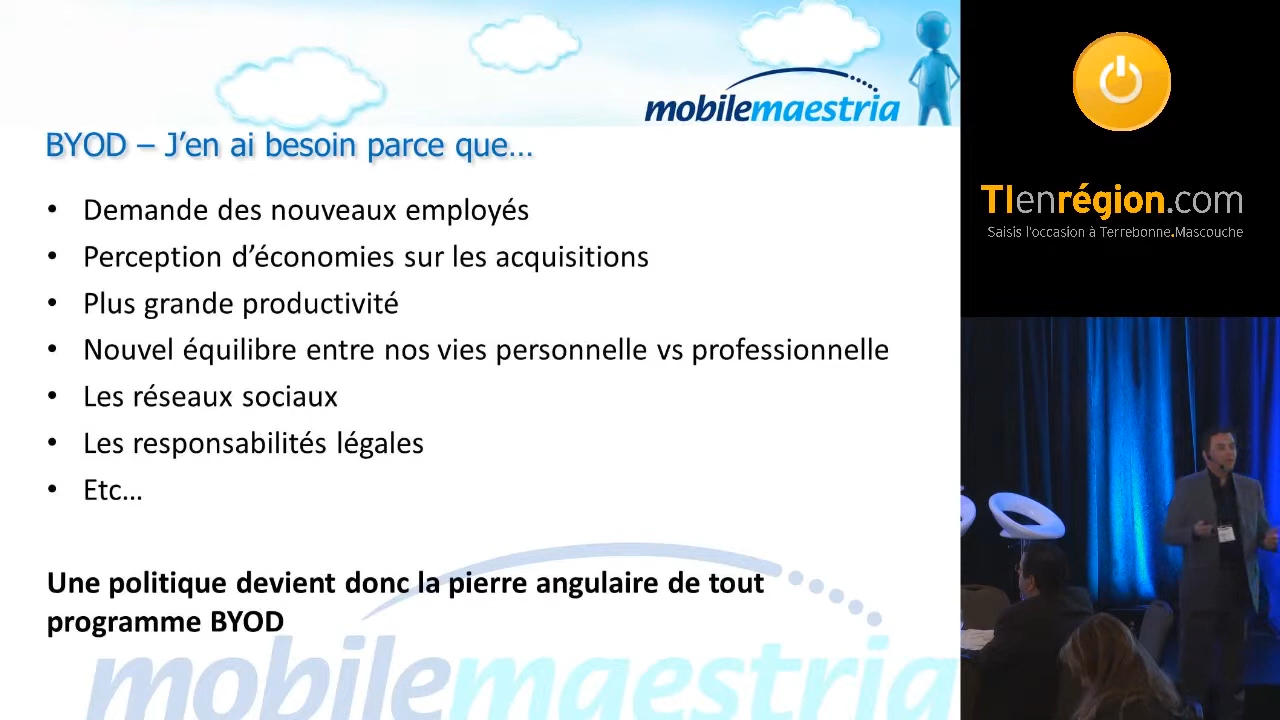 mobilemaestria
BYOD – J’en ai besoin parce que…
• Demande des nouveaux employés
• Perception d’économies sur les acquisitions
• Plus grande productivité
• Nouvel équilibre entre nos vies personnelle vs professionnelle
• Les réseaux sociaux
• Les responsabilités légales
• Etc…
Une politique devient donc la pierre angulaire de tout
programme BYOD
mobilemaestria
TIenrégion.com
Saisis l'occasion à Terrebonne.Mascouche